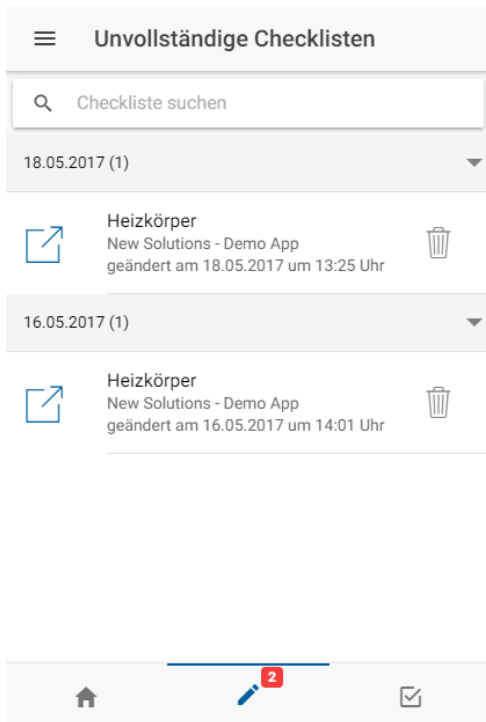 Unvollständige Checklisten
Checkliste suchen
18.05.2017 (1)
Heizkörper
New Solutions - Demo App
geändert am 18.05.2017 um 13:25 Uhr
16.05.2017 (1)
Heizkörper
New Solutions - Demo App
geändert am 16.05.2017 um 14:01 Uhr
2